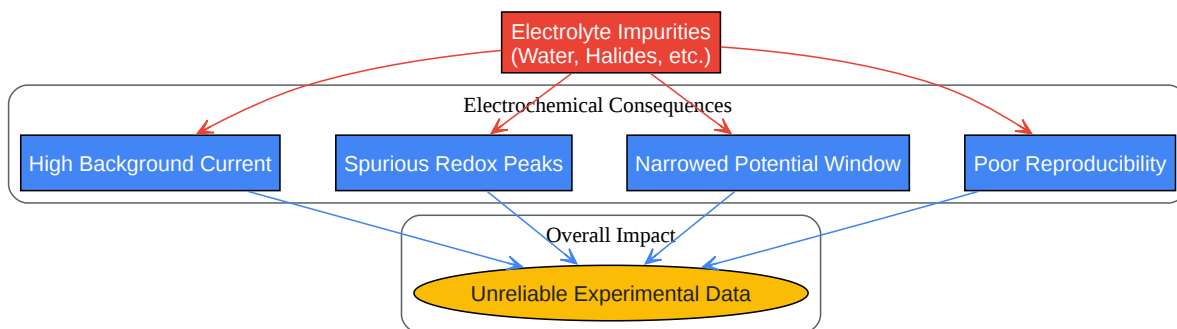 Electrolyte Impurities
(Water, Halides, etc.)
Electrochemical Consequences
High Background Current
Spurious Redox Peaks
Narrowed Potential Window
Poor Reproducibility
Overall Impact
Unreliable Experimental Data